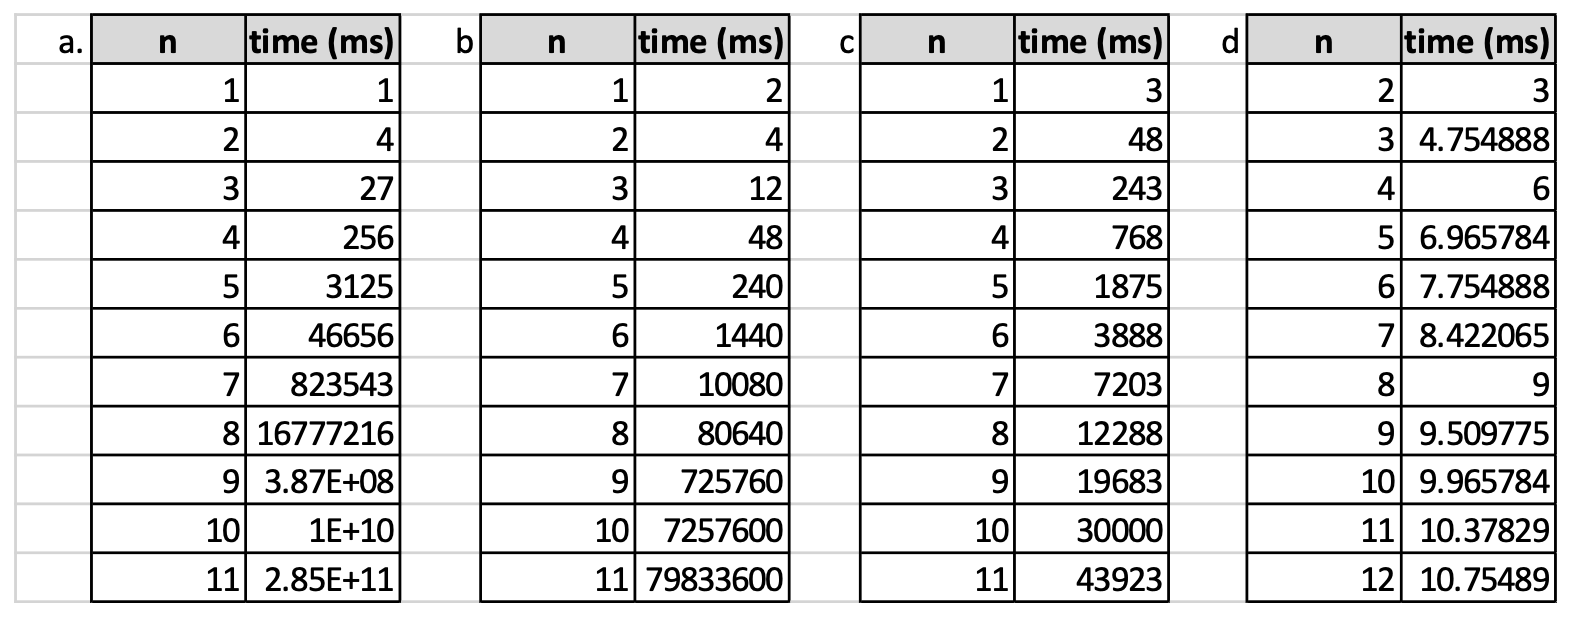 a. n time (ms) b n time (ms) c n time (ms) d n time (ms)
1 1 1 2 1 3 2 3
2 4 2 4 2 48 3 4.754888
3 27 3 12 3 243 4 6
4 256 4 48 4 768 5 6.965784
5 3125 5 240 5 1875 6 7.754888
6 46656 6 1440 6 3888 7 8.422065
7 823543 7 10080 7 7203 8 9
8 16777216 8 80640 8 12288 9 9.509775
9 3.87E+08 9 725760 9 19683 10 9.965784
10 1E+10 10 7257600 10 30000 11 10.37829
11 2.85E+11 11 79833600 11 43923 12 10.75489